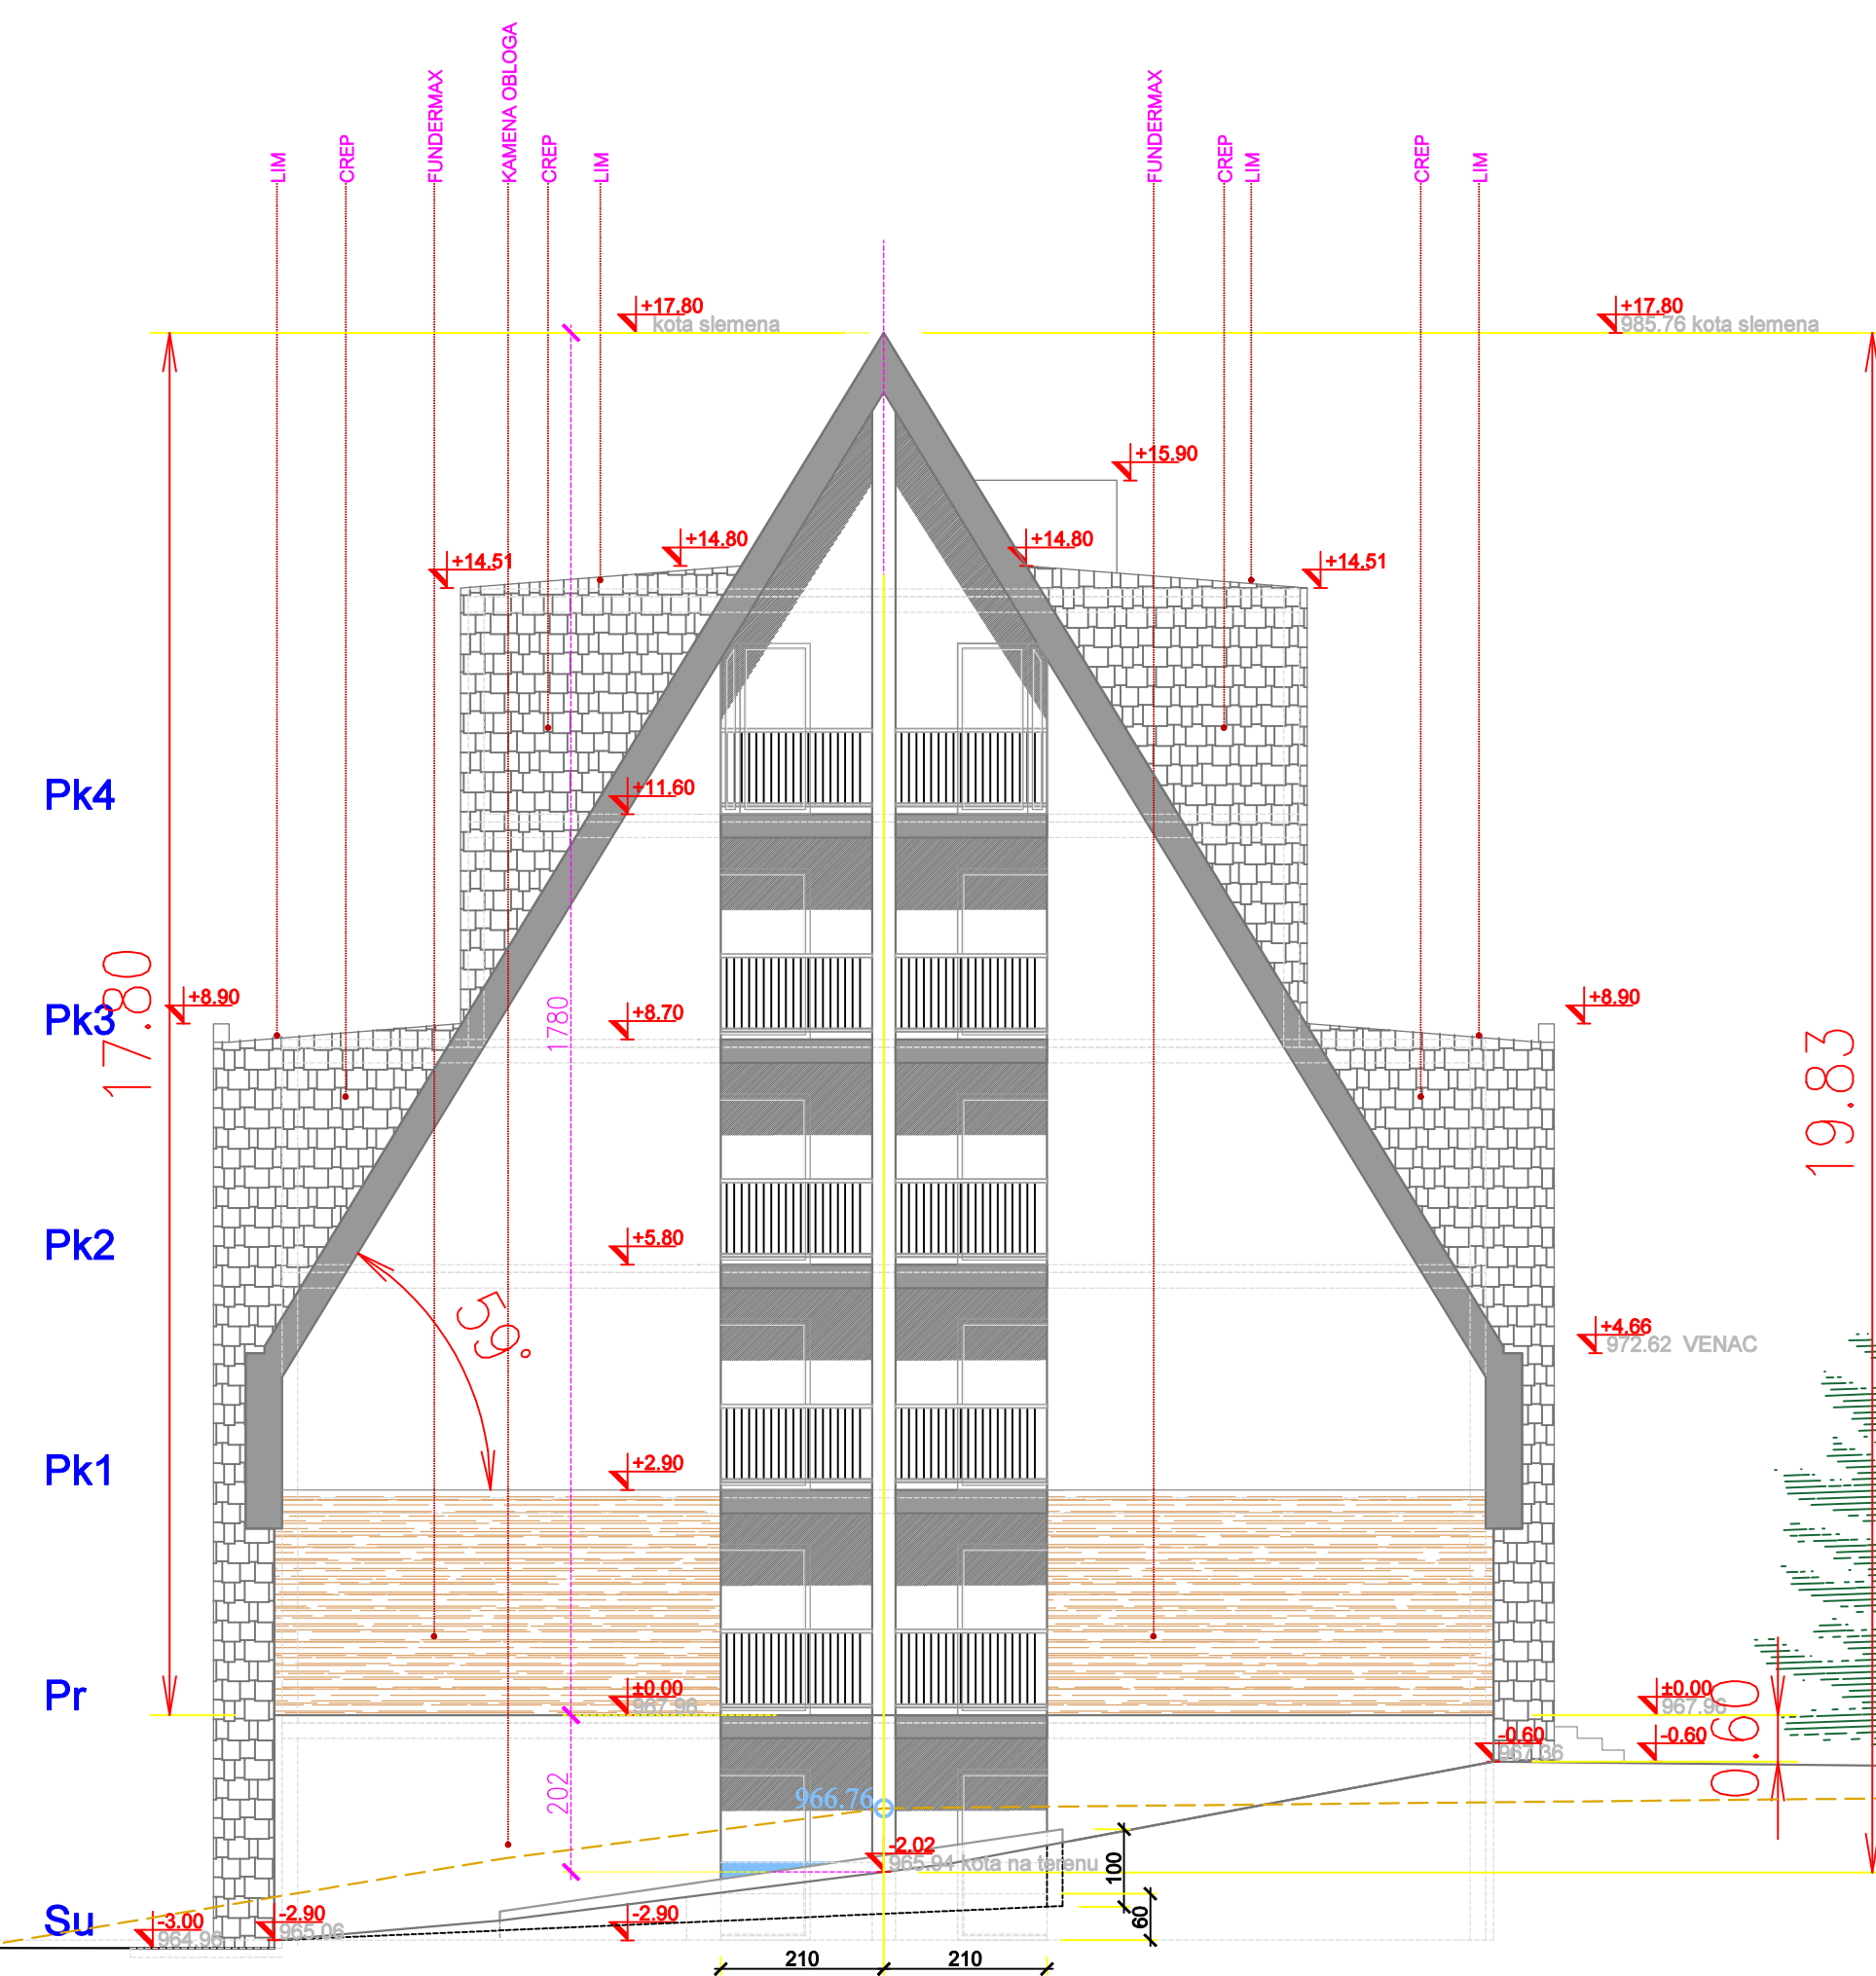 LIM
CREP
FUNDERMAX
KAMENA OBLOGA
CREP
LIM
FUNDERMAX
CREP
LIM
CREP
LIM
+17.80
kota slemena
+17.80
985.76 kota slemena
+15.90
+14.80
+14.80
+14.51
+14.51
Pk4
+11.60
17.80
Pk3
+8.90
+8.70
+8.90
1780
19.83
Pk2
+5.80
59°
+4.66
972.62 VENAC
Pk1
+2.90
Pr
±0.00
967.96
±0.00
967.96
-0.60
967.36
-0.60
0.60
202
966.76
-2.02
965.94 kota na terenu
100
60
Su
-3.00
964.96
-2.90
965.06
-2.90
210
210